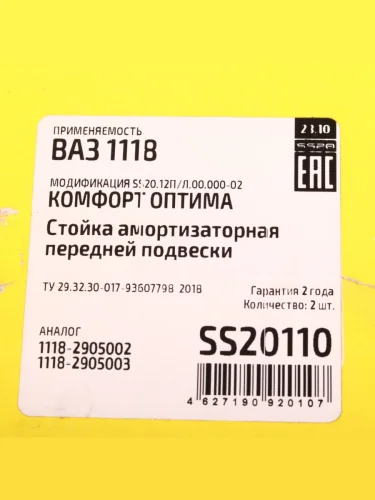 ПРИМЕНЯЕМОСТЬ
ВАЗ 1118
23.10
SS20
EAC
МОДИФИКАЦИЯ SS20.12П/Л.00.000-02
КОМФОРТ ОПТИМА
Стойка амортизаторная
передней подвески
ТУ 29.32.30-017-93607798 2018
Гарантия 2 года
Количество: 2 шт.
АНАЛОГ
1118-2905002
1118-2905003
SS20110
4 627190 920107